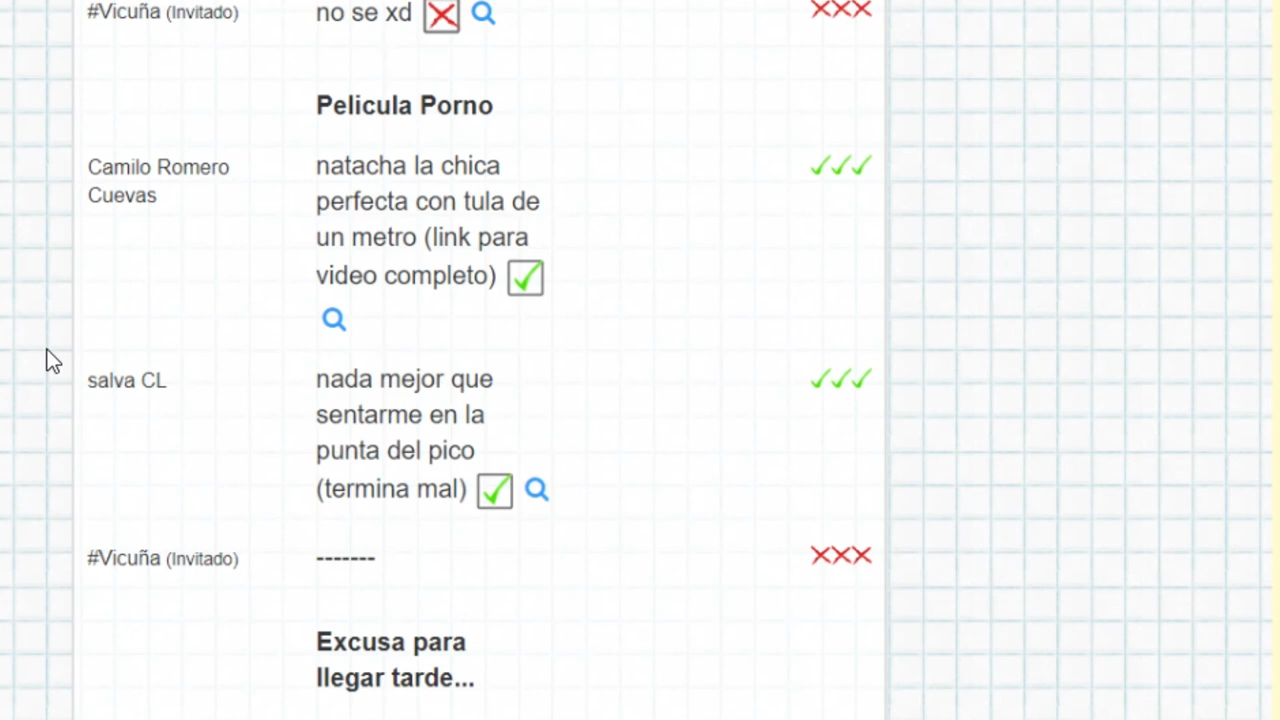 #Vicuña (Invitado) no se xd
Pelicula Porno
Camilo Romero
Cuevas
natacha la chica
perfecta con tula de
un metro (link para
video completo)
salva CL
nada mejor que
sentarme en la
punta del pico
(termina mal)
#Vicuña (Invitado) -------
Excusa para
llegar tarde...